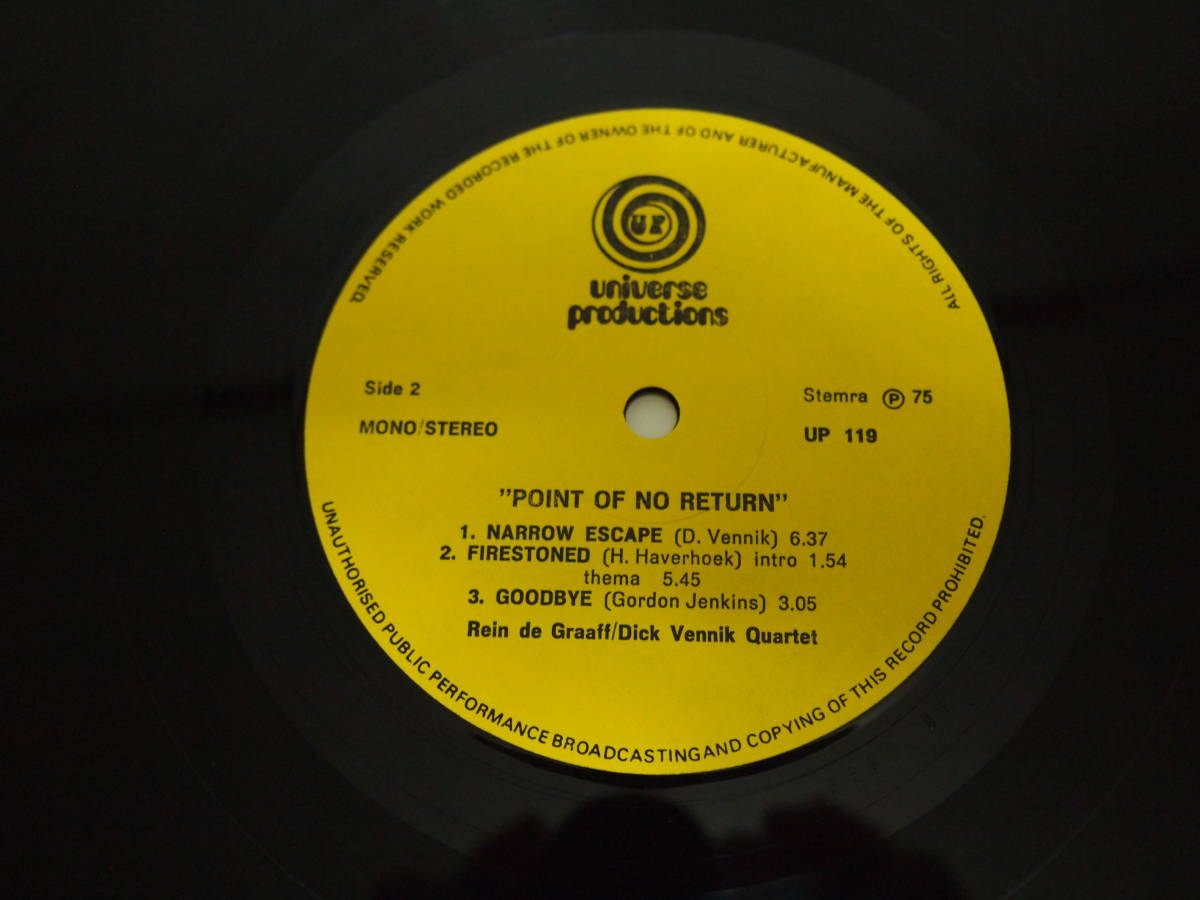 ALL RIGHTS OF THE MANUFACTURER AND OF THE OWNER OF THE RECORDED WORK RESERVED.
UP
universe
productions
Side 2
MONO/STEREO
Stemra Ⓟ 75
UP 119
"POINT OF NO RETURN"
1. NARROW ESCAPE (D. Vennik) 6.37
2. FIRESTONED (H. Haverhoek) intro 1.54
thema 5.45
3. GOODBYE (Gordon Jenkins) 3.05
Rein de Graaff/Dick Vennik Quartet
UNAUTHORISED PUBLIC PERFORMANCE BROADCASTING AND COPYING OF THIS RECORD PROHIBITED.